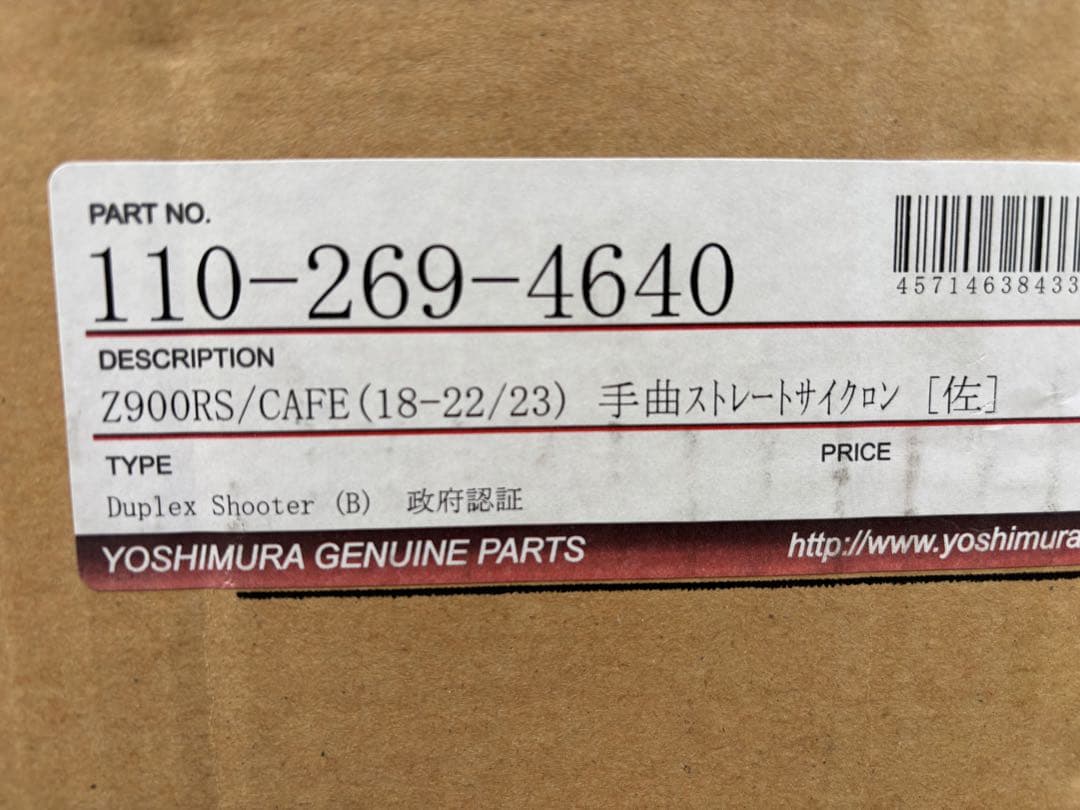 PART NO.
110-269-4640
4571463843３
DESCRIPTION
Z900RS/CAFE(18-22/23) 手曲ストレートサイクロン [佐]
TYPE
PRICE
Duplex Shooter (B) 政府認証
YOSHIMURA GENUINE PARTS
http://www.yoshimura